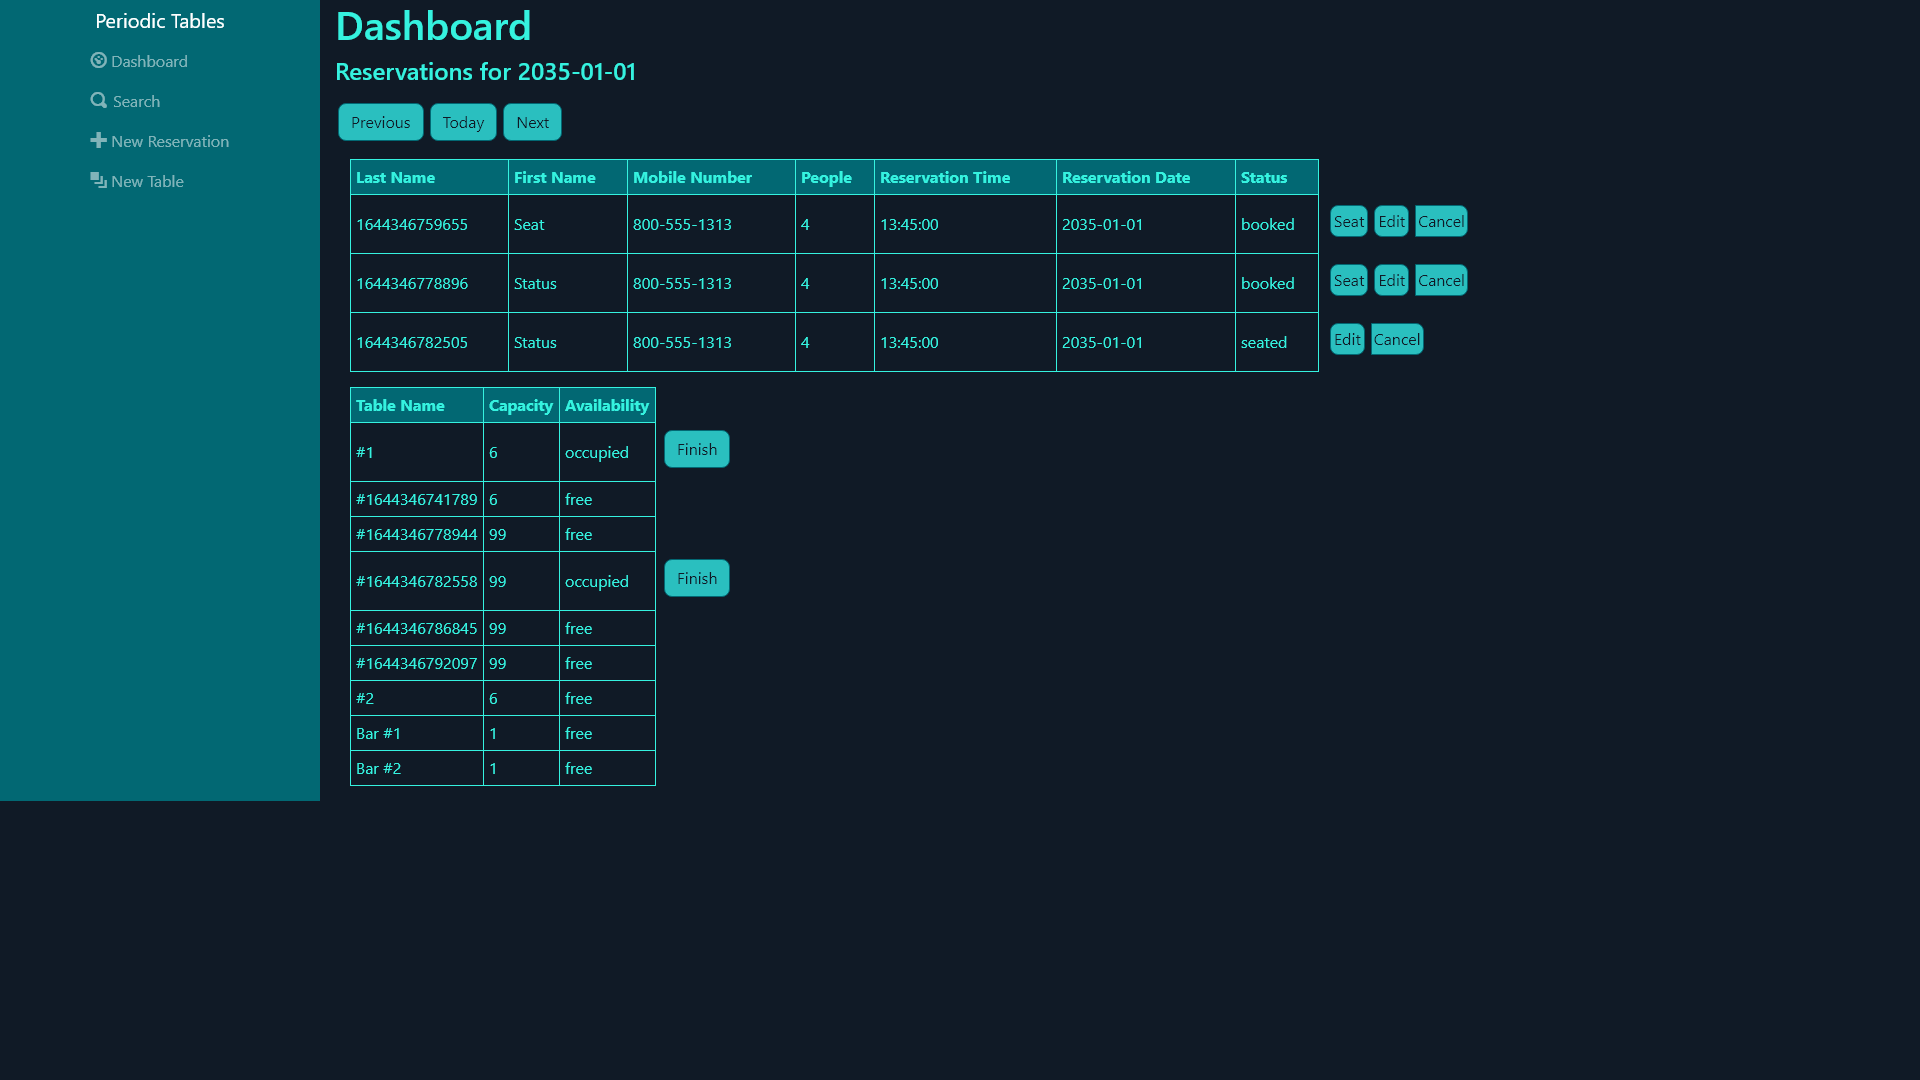 Periodic Tables
Dashboard
Search
New Reservation
New Table
Dashboard
Reservations for 2035-01-01
Previous Today Next
Last Name First Name Mobile Number People Reservation Time Reservation Date Status
1644346759655 Seat 800-555-1313 4 13:45:00 2035-01-01 booked Seat Edit Cancel
1644346778896 Status 800-555-1313 4 13:45:00 2035-01-01 booked Seat Edit Cancel
1644346782505 Status 800-555-1313 4 13:45:00 2035-01-01 seated Edit Cancel
Table Name Capacity Availability
#1 6 occupied Finish
#1644346741789 6 free
#1644346778944 99 free
#1644346782558 99 occupied Finish
#1644346786845 99 free
#1644346792097 99 free
#2 6 free
Bar #1 1 free
Bar #2 1 free